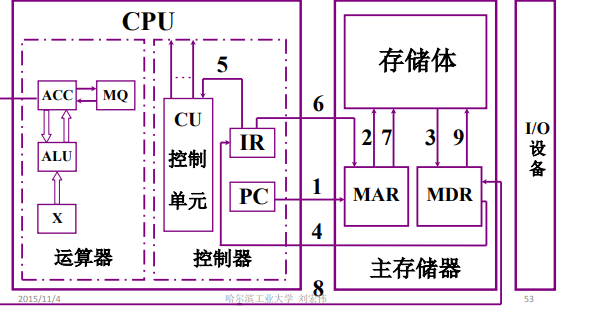 CPU
存储体
ACC
MQ
ALU
X
运算器
5
...
CU
控制
单元
IR
PC
控制器
6
1
4
8
2
7
3
9
MAR
MDR
主存储器
I/O
设
备
2015/11/4
哈尔滨工业大学 刘宏伟
53